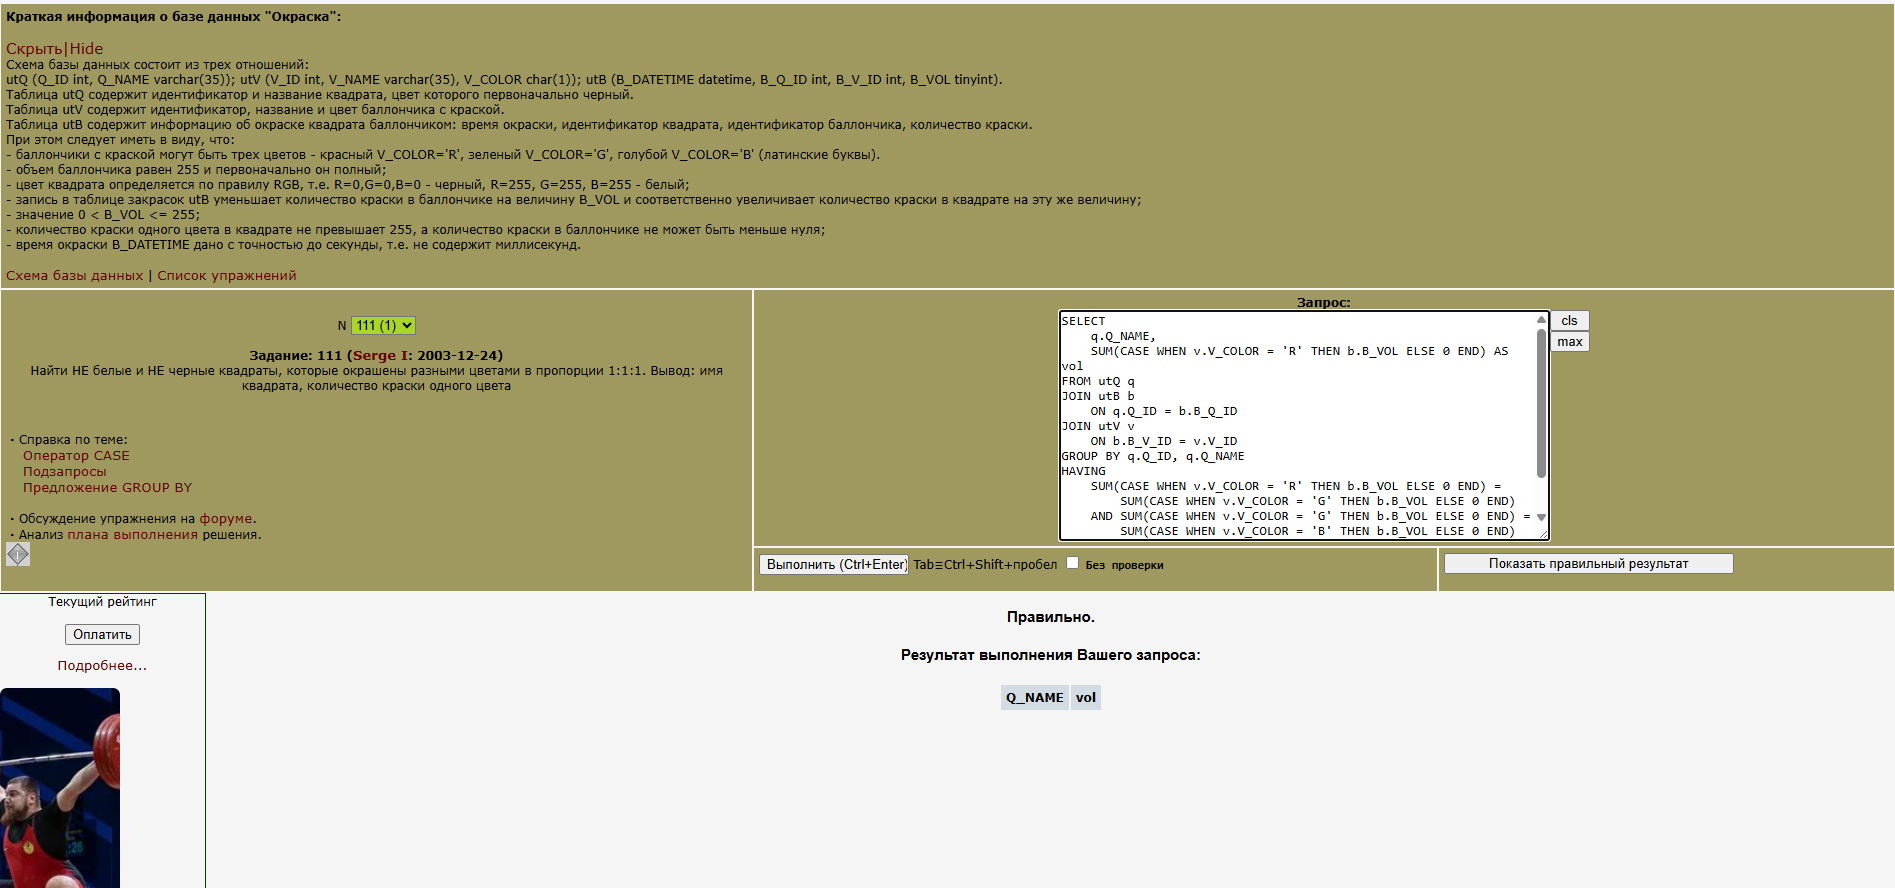 Краткая информация о базе данных "Окраска":
Скрыть|Hide
Схема базы данных состоит из трех отношений:
utQ (Q_ID int, Q_NAME varchar(35)); utV (V_ID int, V_NAME varchar(35), V_COLOR char(1)); utB (B_DATETIME datetime, B_Q_ID int, B_V_ID int, B_VOL tinyint).
Таблица utQ содержит идентификатор и название квадрата, цвет которого первоначально черный.
Таблица utV содержит идентификатор, название и цвет баллончика с краской.
Таблица utB содержит информацию об окраске квадрата баллончиком: время окраски, идентификатор квадрата, идентификатор баллончика, количество краски.
При этом следует иметь в виду, что:
- баллончики с краской могут быть трех цветов - красный V_COLOR='R', зеленый V_COLOR='G', голубой V_COLOR='B' (латинские буквы).
- объем баллончика равен 255 и первоначально он полный;
- цвет квадрата определяется по правилу RGB, т.е. R=0,G=0,B=0 - черный, R=255, G=255, B=255 - белый;
- запись в таблице закрасок utB уменьшает количество краски в баллончике на величину B_VOL и соответственно увеличивает количество краски в квадрате на эту же величину;
- значение 0 < B_VOL <= 255;
- количество краски одного цвета в квадрате не превышает 255, а количество краски в баллончике не может быть меньше нуля;
- время окраски B_DATETIME дано с точностью до секунды, т.е. не содержит миллисекунд.
Схема базы данных | Список упражнений
N 111 (1)
Задание: 111 (Serge I: 2003-12-24)
Найти НЕ белые и НЕ черные квадраты, которые окрашены разными цветами в пропорции 1:1:1. Вывод: имя
квадрата, количество краски одного цвета
· Справка по теме:
Оператор CASE
Подзапросы
Предложение GROUP BY
· Обсуждение упражнения на форуме.
· Анализ плана выполнения решения.
i
Запрос:
SELECT
q.Q_NAME,
SUM(CASE WHEN v.V_COLOR = 'R' THEN b.B_VOL ELSE 0 END) AS
vol
FROM utQ q
JOIN utB b
ON q.Q_ID = b.B_Q_ID
JOIN utV v
ON b.B_V_ID = v.V_ID
GROUP BY q.Q_ID, q.Q_NAME
HAVING
SUM(CASE WHEN v.V_COLOR = 'R' THEN b.B_VOL ELSE 0 END) =
SUM(CASE WHEN v.V_COLOR = 'G' THEN b.B_VOL ELSE 0 END)
AND SUM(CASE WHEN v.V_COLOR = 'G' THEN b.B_VOL ELSE 0 END) =
SUM(CASE WHEN v.V_COLOR = 'B' THEN b.B_VOL ELSE 0 END)
cls
max
Выполнить (Ctrl+Enter) Tab≡Ctrl+Shift+пробел Без проверки
Показать правильный результат
Текущий рейтинг
Оплатить
Подробнее...
Правильно.
Результат выполнения Вашего запроса:
Q_NAME vol